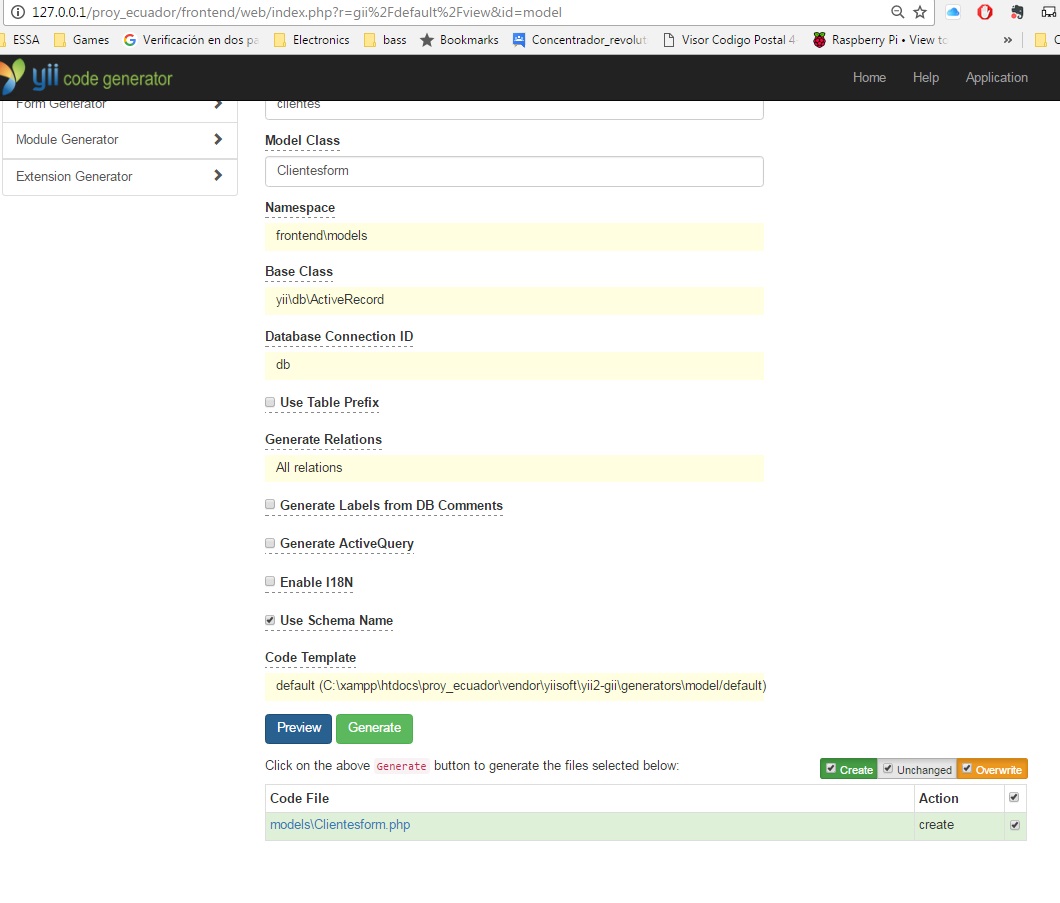 127.0.0.1/proy_ecuador/frontend/web/index.php?r=gii%2Fdefault%2Fview&id=model
ESSA Games Verificación en dos pa Electronics bass Bookmarks Concentrador_revolut Visor Codigo Postal 4 Raspberry Pi • View to »
yii code generator Home Help Application
Form Generator
clientes
Module Generator
Extension Generator
Model Class
Clientesform
Namespace
frontend\models
Base Class
yii\db\ActiveRecord
Database Connection ID
db
Use Table Prefix
Generate Relations
All relations
Generate Labels from DB Comments
Generate ActiveQuery
Enable I18N
Use Schema Name
Code Template
default (C:\xampp\htdocs\proy_ecuador\vendor\yiisoft\yii2-gii\generators\model/default)
Preview Generate
Click on the above Generate button to generate the files selected below:
Create Unchanged Overwrite
Code File Action
models\Clientesform.php create